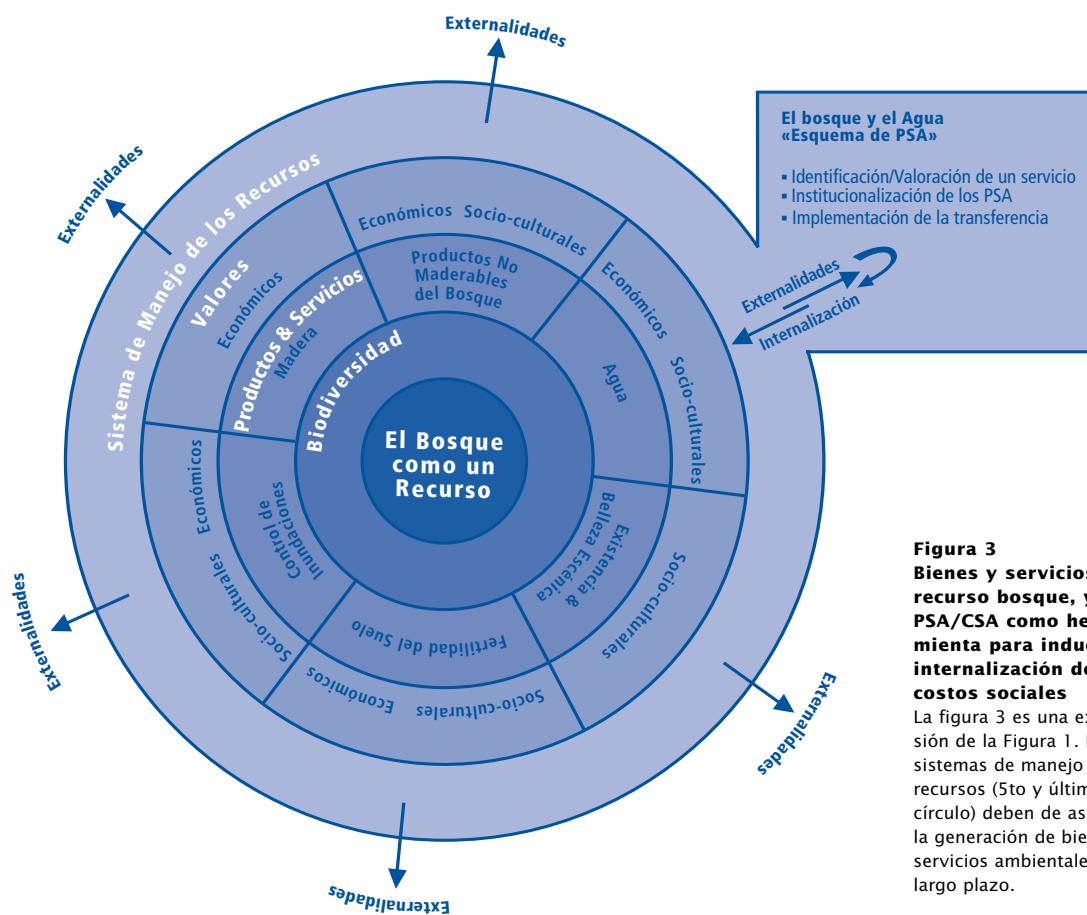 Externalidades
Externalidades
Sistema de Manejo de los Recursos
Valores
Económicos
Económicos Socio-culturales
Económicos Socio-culturales
Socio-culturales
Socio-culturales Económicos
Socio-culturales Económicos
Productos & Servicios
Madera
Productos No
Maderables
del Bosque
Agua
Existencia &
Belleza Escénica
Fertilidad del Suelo
Control de
Inundaciones
Biodiversidad
El Bosque
como un
Recurso
Externalidades
Externalidades
Externalidades
El bosque y el Agua
«Esquema de PSA»
▪ Identificación/Valoración de un servicio
▪ Institucionalización de los PSA
▪ Implementación de la transferencia
Externalidades
Internalización
Figura 3
Bienes y servicios
recurso bosque, y
PSA/CSA como he
mienta para indu
internalización d
costos sociales
La figura 3 es una ex
sión de la Figura 1.
sistemas de manejo
recursos (5to y últim
círculo) deben de as
la generación de bie
servicios ambientale
largo plazo.